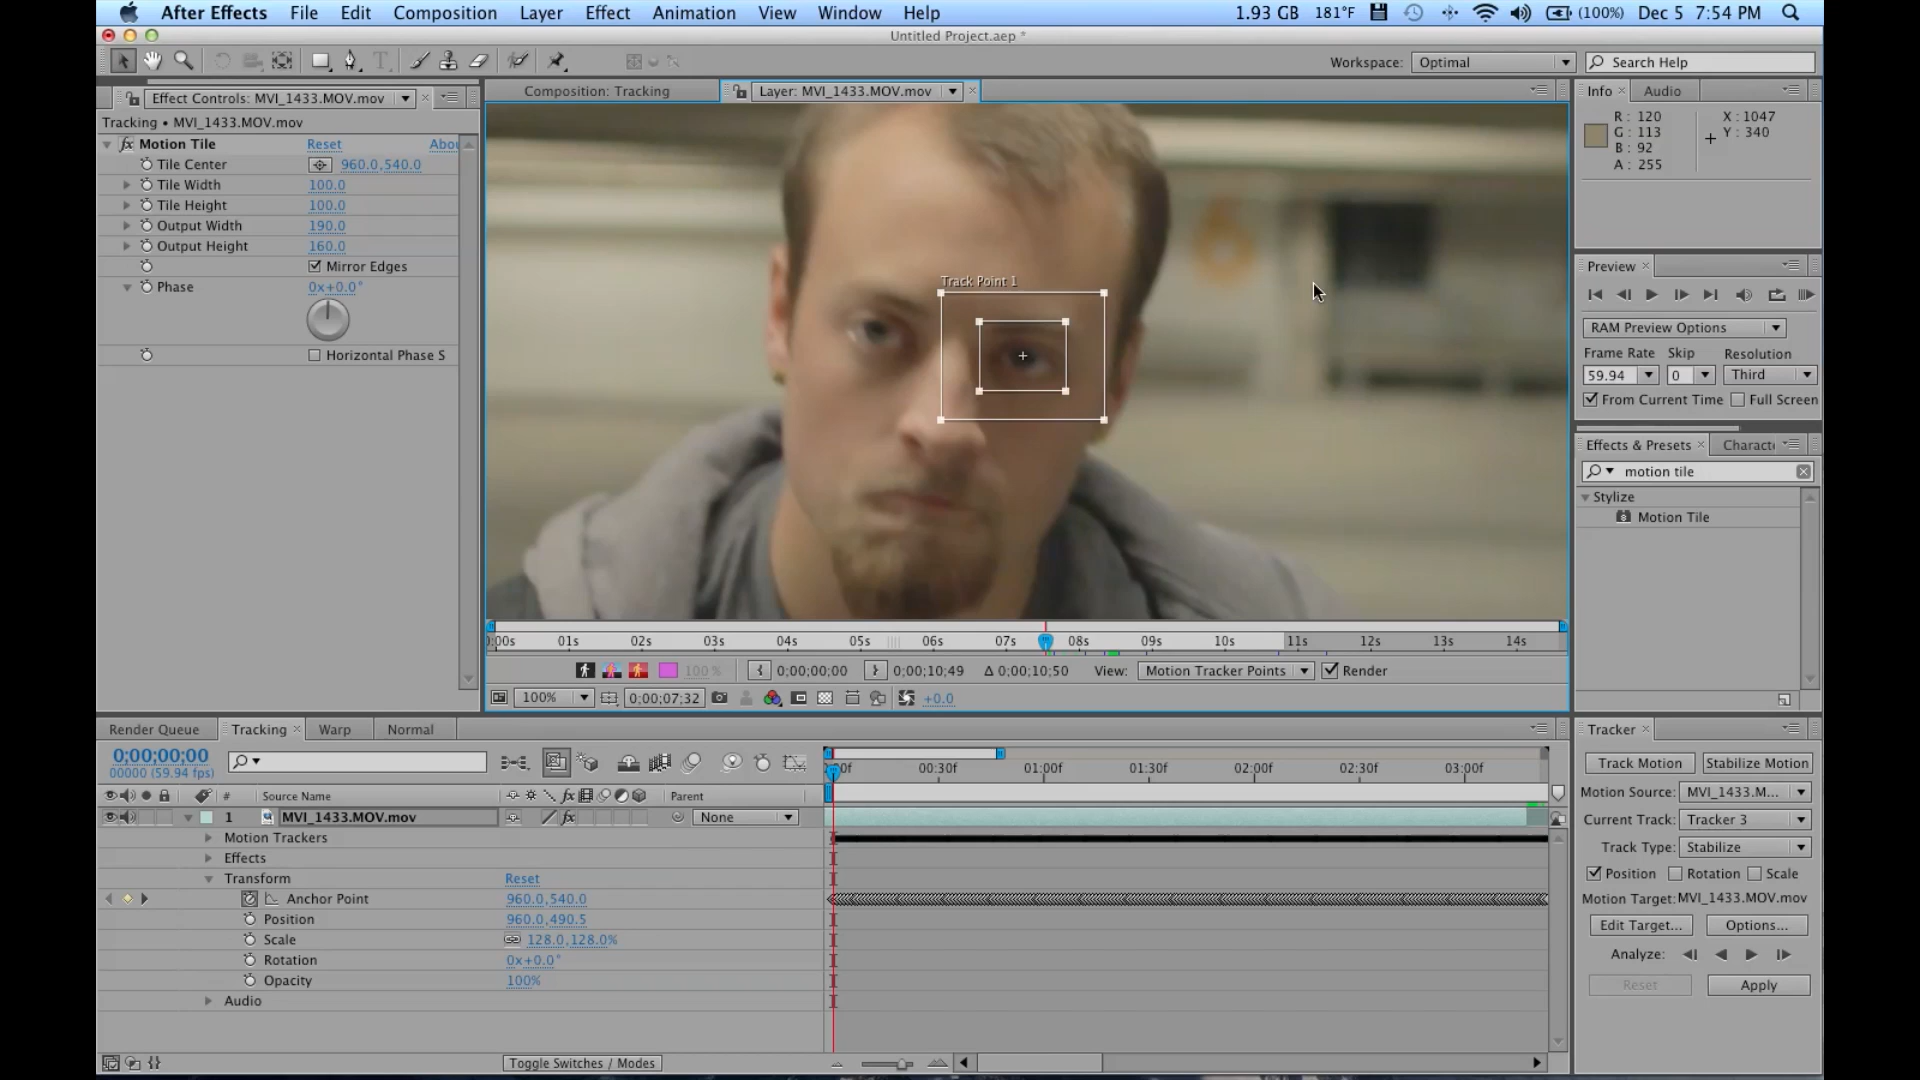 After Effects File Edit Composition Layer Effect Animation View Window Help 1.93 GB 181°F (100%) Dec 5 7:54 PM
Untitled Project.aep *
Workspace: Optimal Search Help
Effect Controls: MVI_1433.MOV.mov
Tracking • MVI_1433.MOV.mov
fx Motion Tile Reset Abou
Tile Center 960.0,540.0
Tile Width 100.0
Tile Height 100.0
Output Width 190.0
Output Height 160.0
Mirror Edges
Phase 0x+0.0°
Horizontal Phase S
Composition: Tracking Layer: MVI_1433.MOV.mov
6
Track Point 1
0:00s 01s 02s 03s 04s 05s 06s 07s 08s 09s 10s 11s 12s 13s 14s
100% 0;00;00;00 0;00;10;49 Δ 0;00;10;50 View: Motion Tracker Points Render
100% 0;00;07;32 +0.0
Info Audio
R : 120 X : 1047
G : 113 Y : 340
B : 92
A : 255
Preview
RAM Preview Options
Frame Rate Skip Resolution
59.94 0 Third
From Current Time Full Screen
Effects & Presets Characte
motion tile
Stylize
Motion Tile
Render Queue Tracking Warp Normal
0;00;00;00
00000 (59.94 fps)
:00f 00:30f 01:00f 01:30f 02:00f 02:30f 03:00f
# Source Name fx Parent
1 MVI_1433.MOV.mov fx None
Motion Trackers
Effects
Transform Reset
Anchor Point 960.0,540.0
Position 960.0,490.5
Scale 128.0,128.0%
Rotation 0x+0.0°
Opacity 100%
Audio
Toggle Switches / Modes
Tracker
Track Motion Stabilize Motion
Motion Source: MVI_1433.M...
Current Track: Tracker 3
Track Type: Stabilize
Position Rotation Scale
Motion Target: MVI_1433.MOV.mov
Edit Target... Options...
Analyze:
Reset Apply